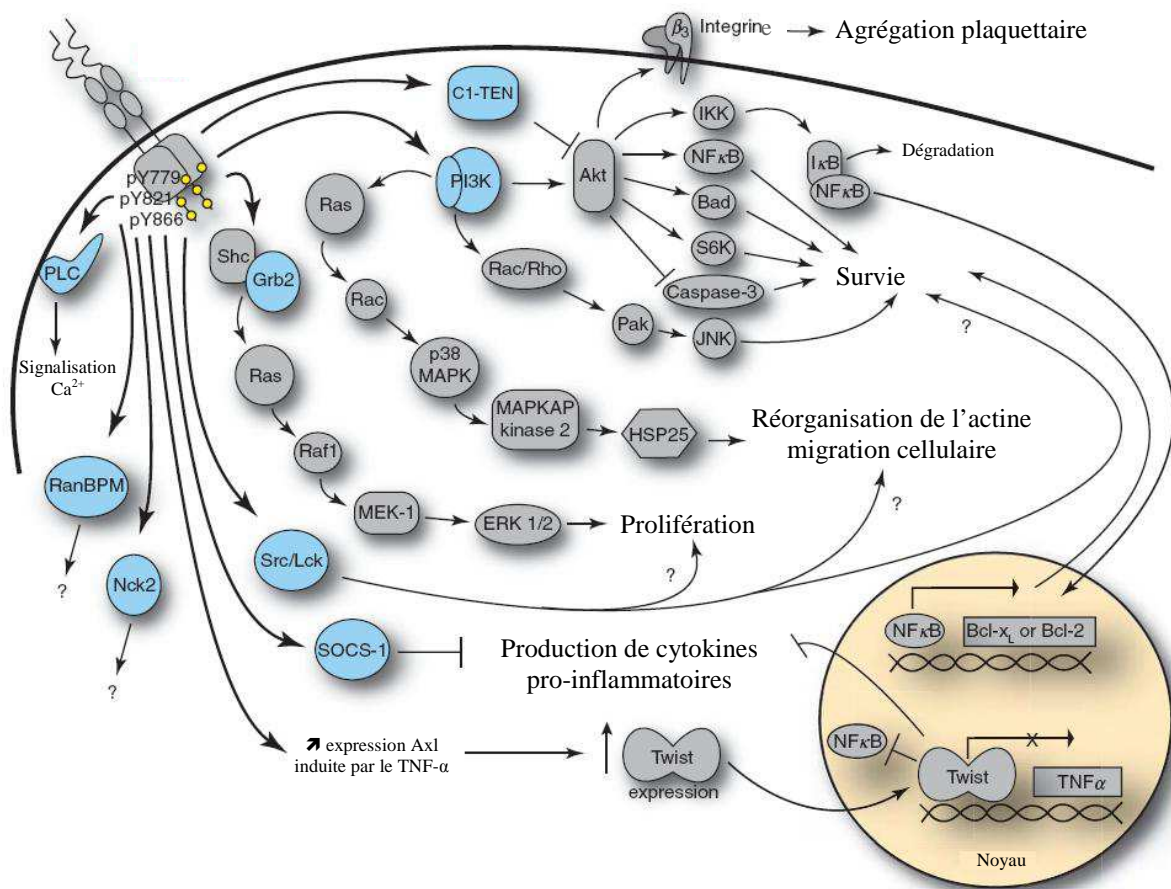 β3 Integrine
Agrégation plaquettaire
C1-TEN
IKK
NFκB
IκB
NFκB
Dégradation
pY779
pY821
pY866
PI3K
Akt
Bad
Ras
S6K
Shc
Grb2
PLC
Rac/Rho
Caspase-3
Survie
Rac
Pak
JNK
?
Signalisation
Ca2+
Ras
p38
MAPK
MAPKAP
kinase 2
HSP25
Réorganisation de l’actine
migration cellulaire
Raf1
RanBPM
MEK-1
ERK 1/2
Prolifération
?
Src/Lck
?
Nck2
?
?
NFκB
Bcl-xL or Bcl-2
SOCS-1
Production de cytokines
pro-inflammatoires
NFκB
➚ expression Axl
induite par le TNF-α
Twist
expression
Twist
x
TNFα
Noyau